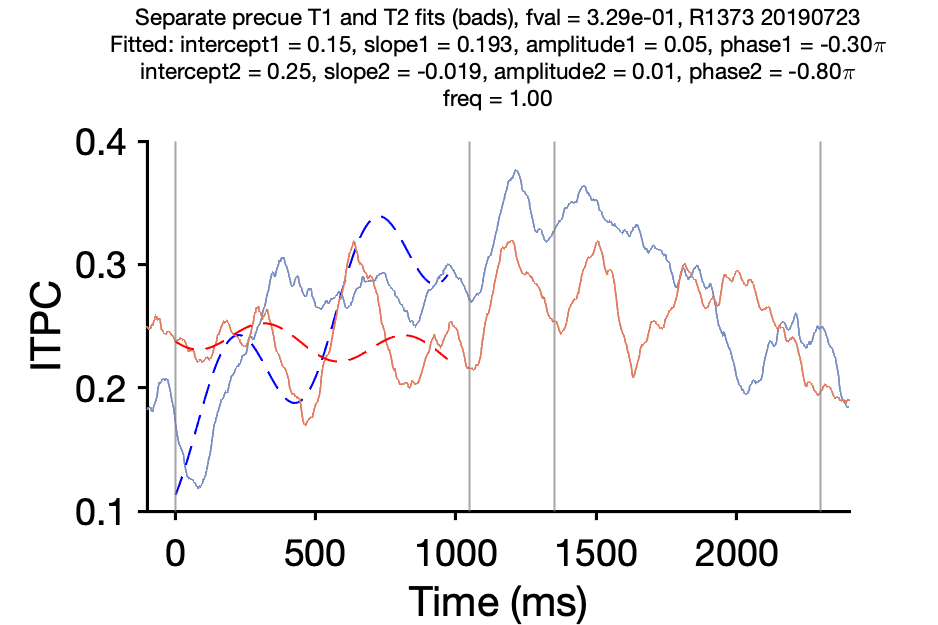 Separate precue T1 and T2 fits (bads), fval = 3.29e-01, R1373 20190723
Fitted: intercept1 = 0.15, slope1 = 0.193, amplitude1 = 0.05, phase1 = -0.30π
intercept2 = 0.25, slope2 = -0.019, amplitude2 = 0.01, phase2 = -0.80π
freq = 1.00
0.4
0.3
0.2
0.1
ITPC
0 500 1000 1500 2000
Time (ms)